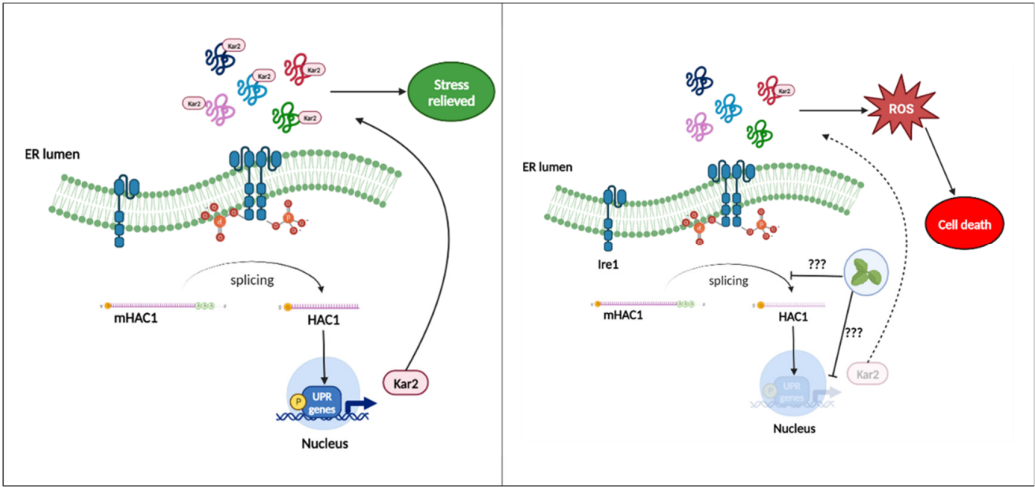 Kar2
Kar2
Kar2
Kar2
Kar2
Stress
relieved
ER lumen
P
P
splicing
mHAC1
HAC1
P
UPR
genes
Kar2
Nucleus
Kar2
ROS
ER lumen
Cell death
P
P
Ire1
???
splicing
mHAC1
HAC1
???
P
UPR
genes
Kar2
Nucleus